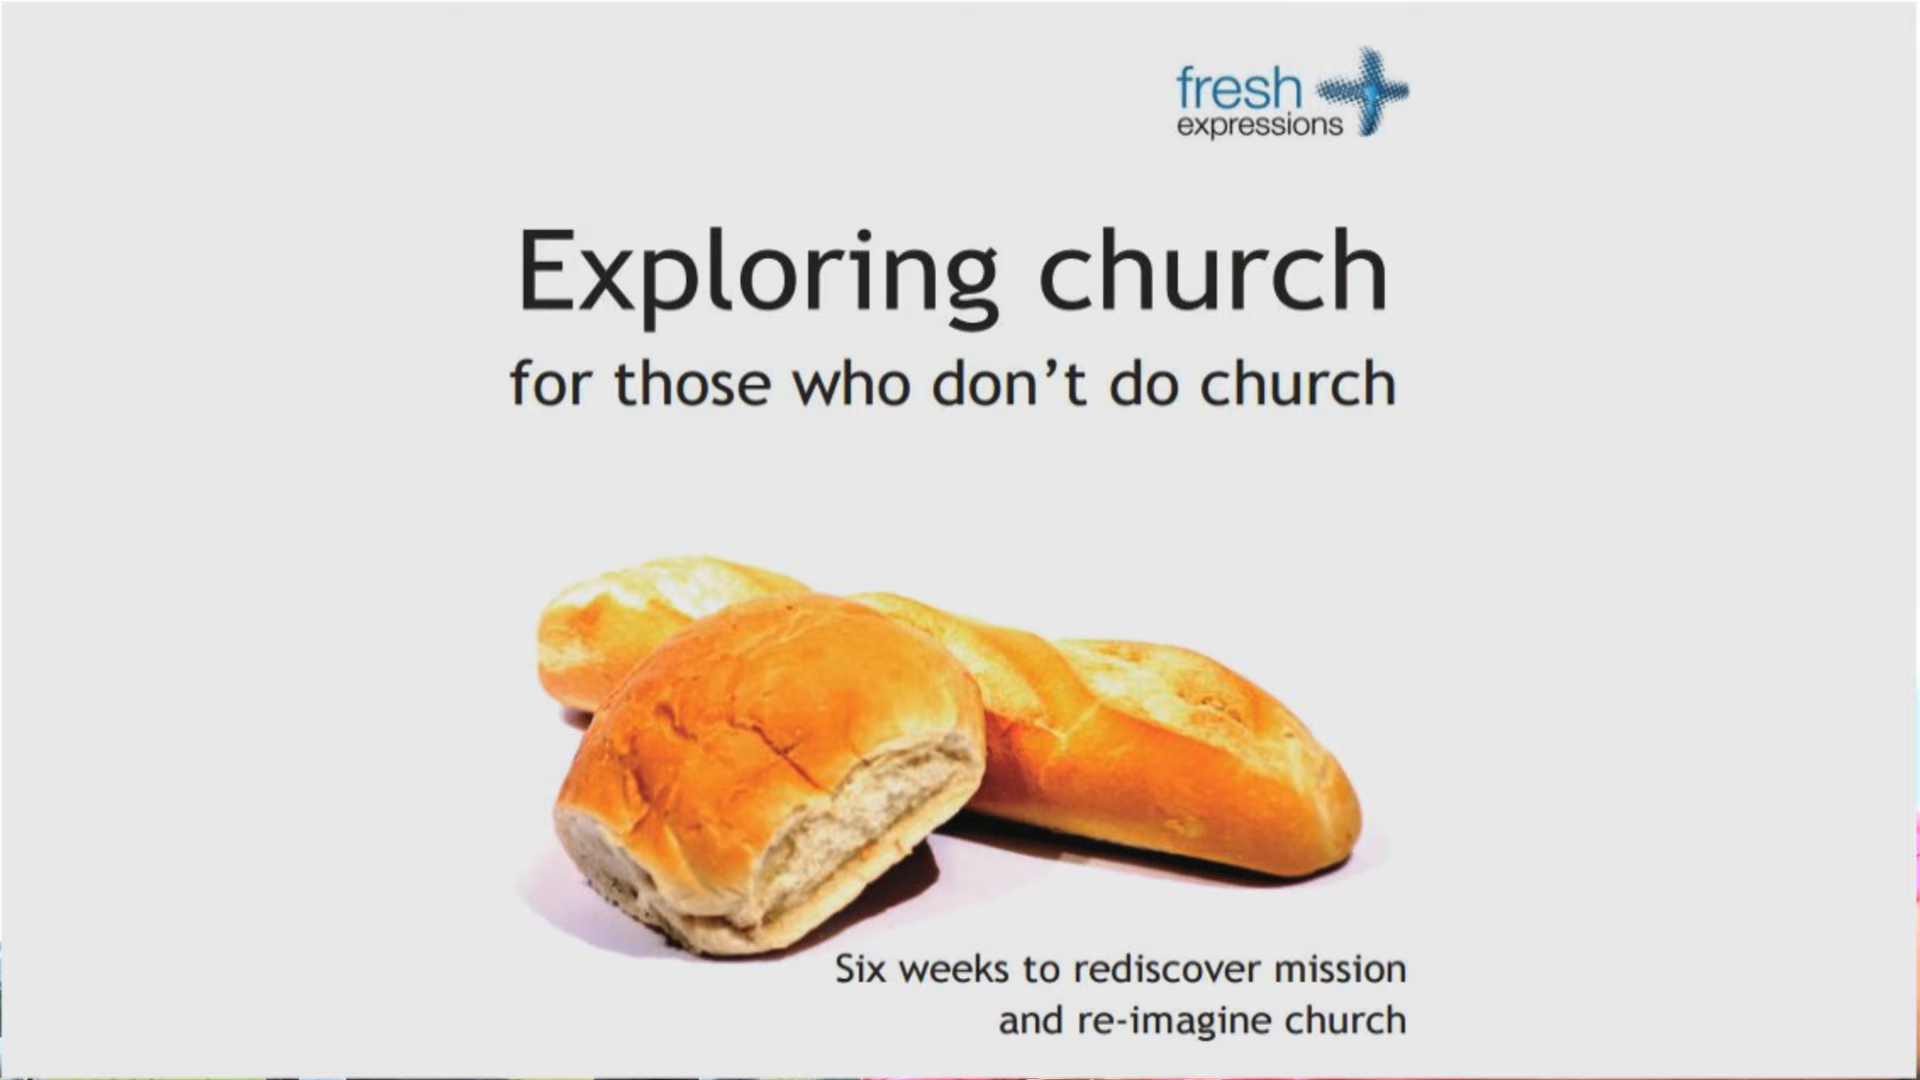 fresh
expressions
Exploring church
for those who don’t do church
Six weeks to rediscover mission
and re-imagine church